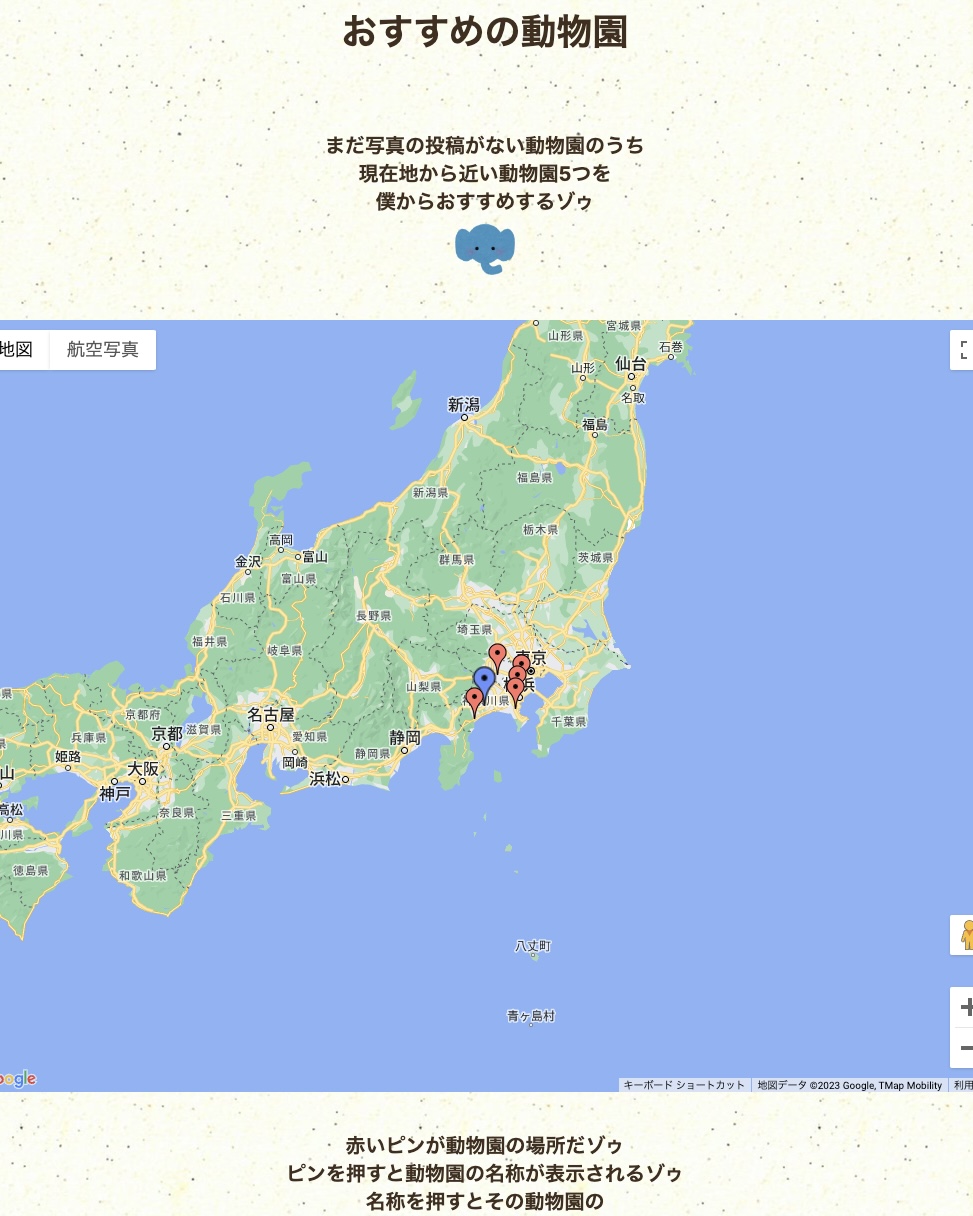 おすすめの動物園
まだ写真の投稿がない動物園のうち
現在地から近い動物園5つを
僕からおすすめするゾゥ
地図
航空写真
山形県
宮城県
石巻
山形
仙台
名取
新潟
福島
新潟県
福島県
栃木県
高岡
金沢
富山
群馬県
茨城県
富山県
石川県
長野県
埼玉県
福井県
岐阜県
東京
山梨県
川県
浜
千葉県
京都府
名古屋
滋賀県
京都
兵庫県
愛知県
静岡
姫路
大阪
岡崎
静岡県
山
神戸
浜松
高松
奈良県
三重県
川県
徳島県
和歌山県
八丈町
青ヶ島村
oogle
キーボード ショートカット
地図データ ©2023 Google, TMap Mobility
利用
赤いピンが動物園の場所だゾゥ
ピンを押すと動物園の名称が表示されるゾゥ
名称を押すとその動物園の